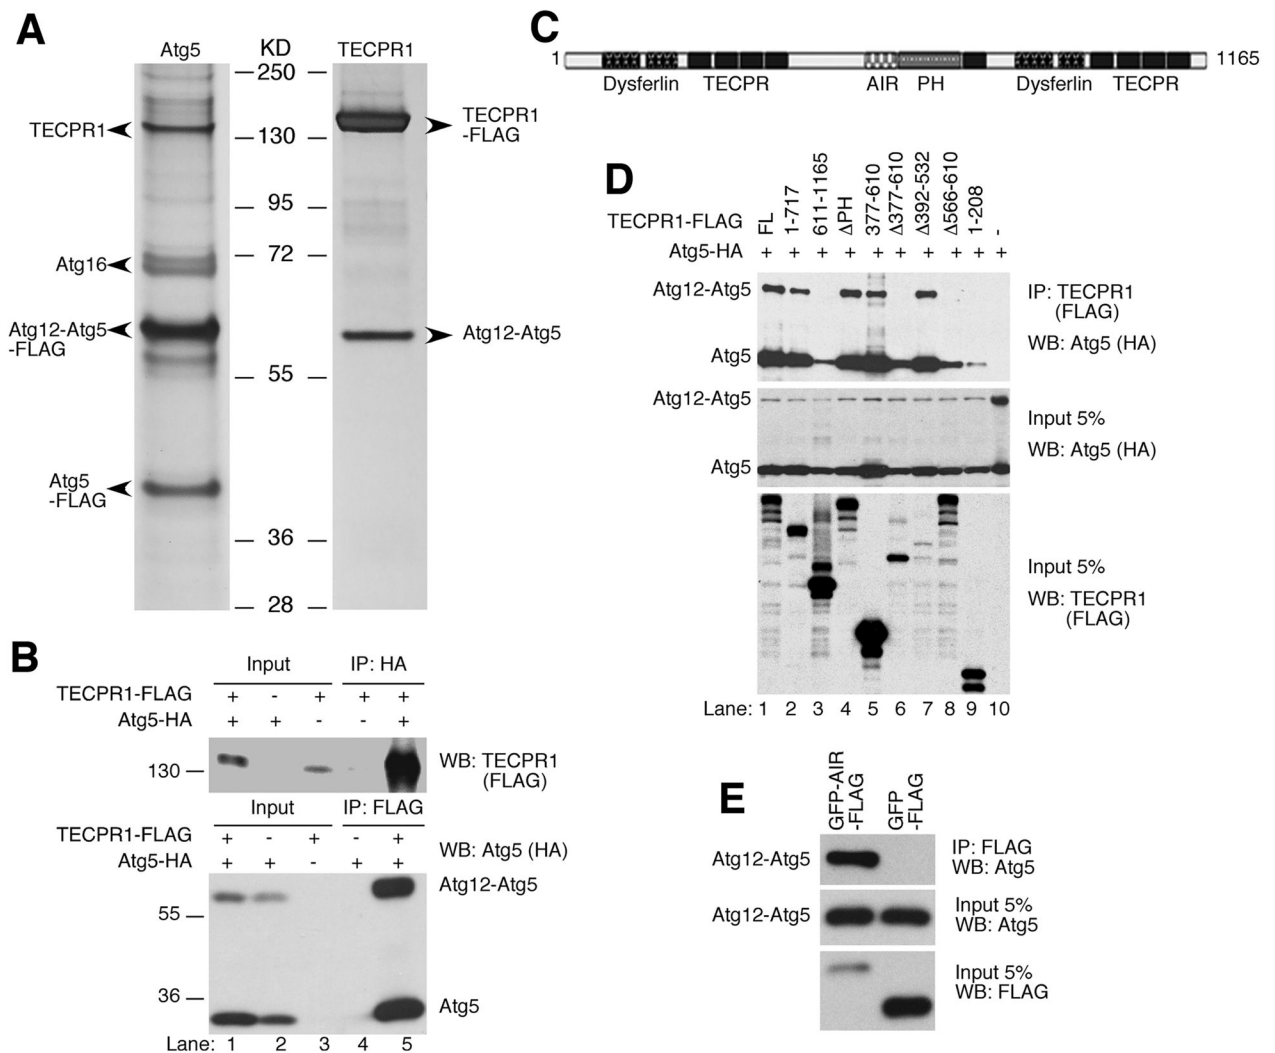 A
Atg5
KD
TECPR1
250
130
95
72
55
36
28
TECPR1
Atg16
Atg12-Atg5
-FLAG
Atg5
-FLAG
TECPR1
-FLAG
Atg12-Atg5
B
Input
IP: HA
TECPR1-FLAG + - + + +
Atg5-HA + + - - +
130
WB: TECPR1
(FLAG)
Input
IP: FLAG
TECPR1-FLAG + - + - +
Atg5-HA + + - + +
WB: Atg5 (HA)
Atg12-Atg5
55
36
Atg5
Lane: 1 2 3 4 5
C
1
1165
Dysferlin TECPR AIR PH Dysferlin TECPR
D
TECPR1-FLAG FL 1-717 611-1165 ΔPH 377-610 Δ377-610 Δ392-532 Δ566-610 1-208 -
Atg5-HA + + + + + + + + + +
Atg12-Atg5
Atg5
IP: TECPR1
(FLAG)
WB: Atg5 (HA)
Atg12-Atg5
Atg5
Input 5%
WB: Atg5 (HA)
Input 5%
WB: TECPR1
(FLAG)
Lane: 1 2 3 4 5 6 7 8 9 10
E
GFP-AIR
-FLAG
GFP
-FLAG
Atg12-Atg5
IP: FLAG
WB: Atg5
Atg12-Atg5
Input 5%
WB: Atg5
Input 5%
WB: FLAG